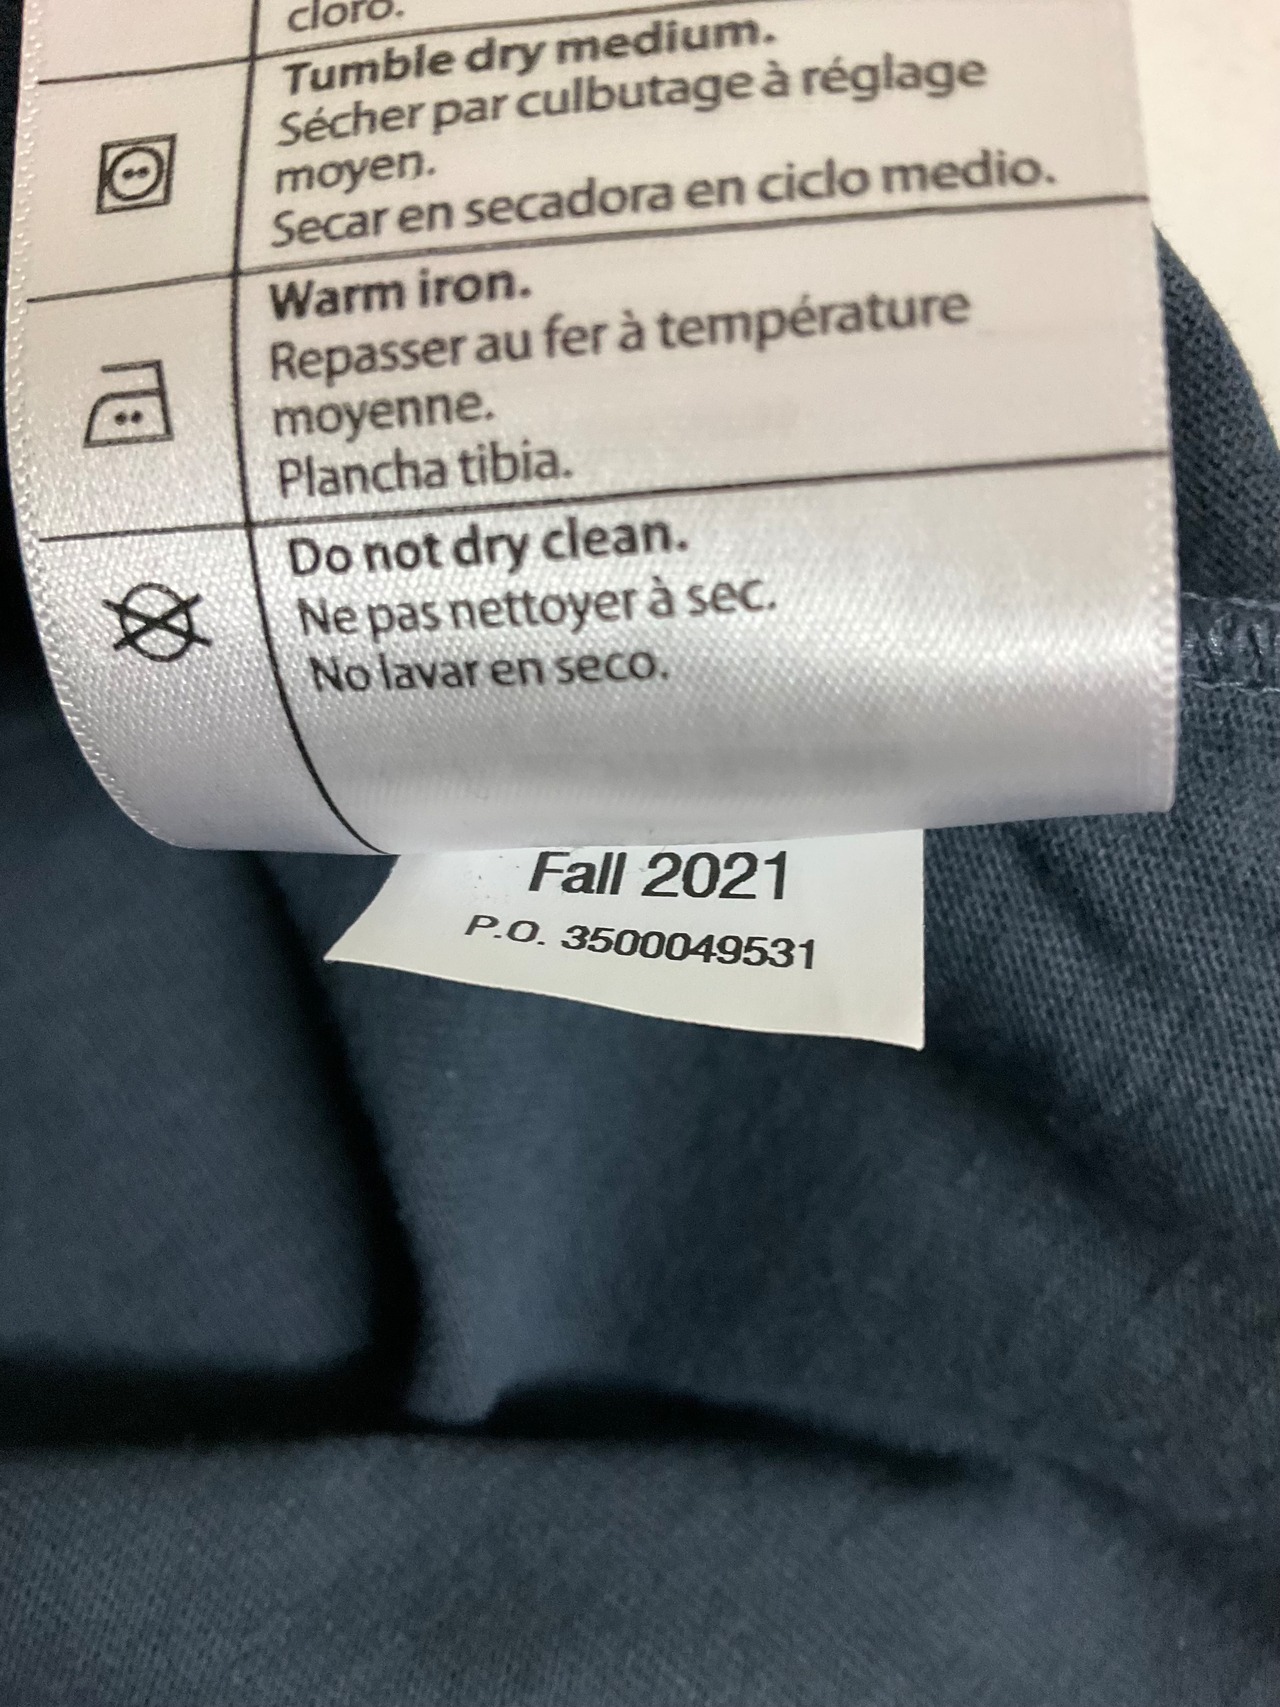 cloro.
Tumble dry medium.
Sécher par culbutage à réglage
moyen.
Secar en secadora en ciclo medio.
Warm iron.
Repasser au fer à température
moyenne.
Plancha tibia.
Do not dry clean.
Ne pas nettoyer à sec.
No lavar en seco.
Fall 2021
P.O. 3500049531